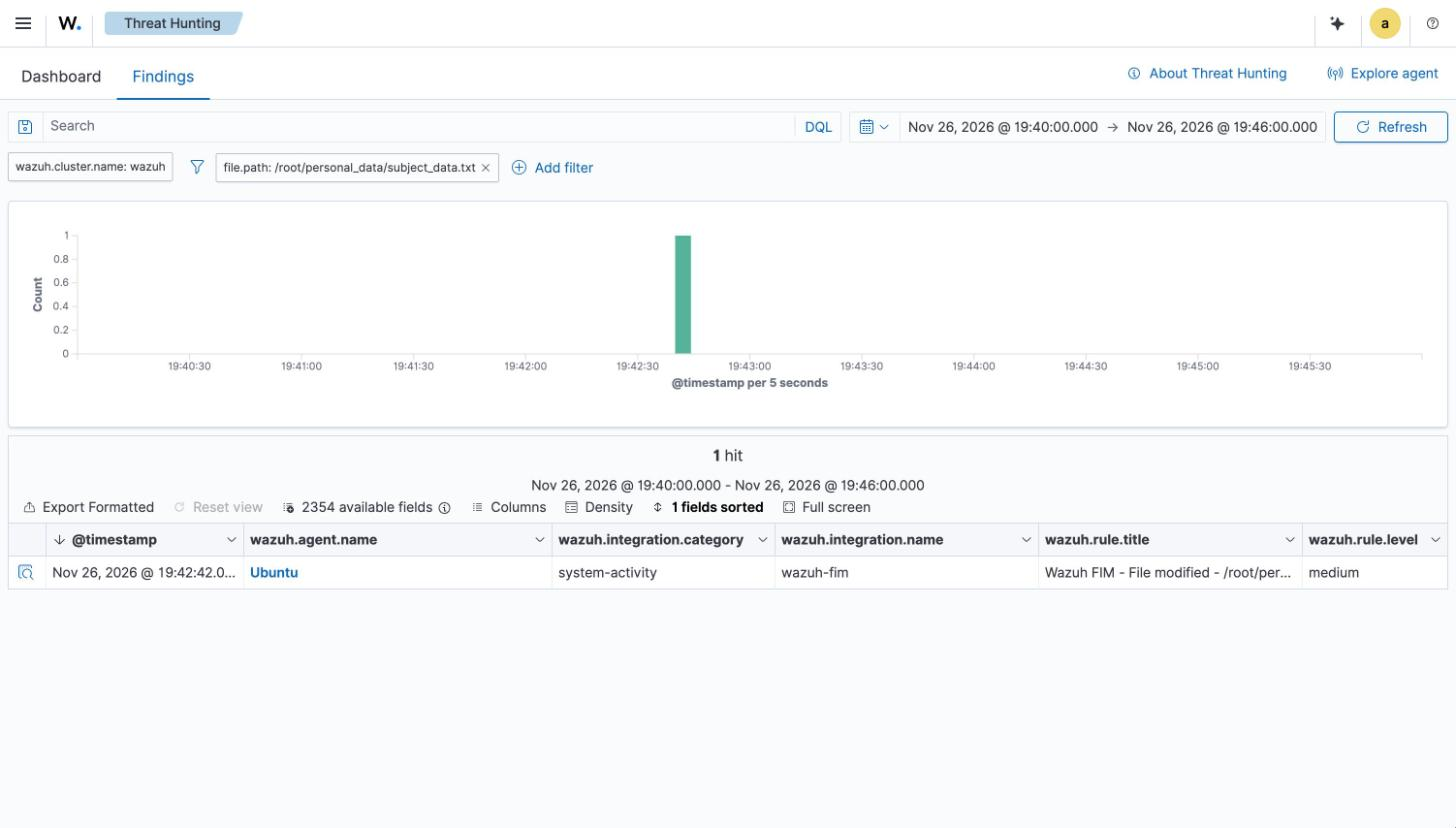 W. Threat Hunting a
Dashboard Findings About Threat Hunting Explore agent
Search DQL Nov 26, 2026 @ 19:40:00.000 → Nov 26, 2026 @ 19:46:00.000 Refresh
wazuh.cluster.name: wazuh file.path: /root/personal_data/subject_data.txt Add filter
Count
1
0.8
0.6
0.4
0.2
0
19:40:30 19:41:00 19:41:30 19:42:00 19:42:30 19:43:00 19:43:30 19:44:00 19:44:30 19:45:00 19:45:30
@timestamp per 5 seconds
1 hit
Nov 26, 2026 @ 19:40:00.000 - Nov 26, 2026 @ 19:46:00.000
Export Formatted Reset view 2354 available fields Columns Density 1 fields sorted Full screen
@timestamp wazuh.agent.name wazuh.integration.category wazuh.integration.name wazuh.rule.title wazuh.rule.level
Nov 26, 2026 @ 19:42:42.0... Ubuntu system-activity wazuh-fim Wazuh FIM - File modified - /root/per... medium